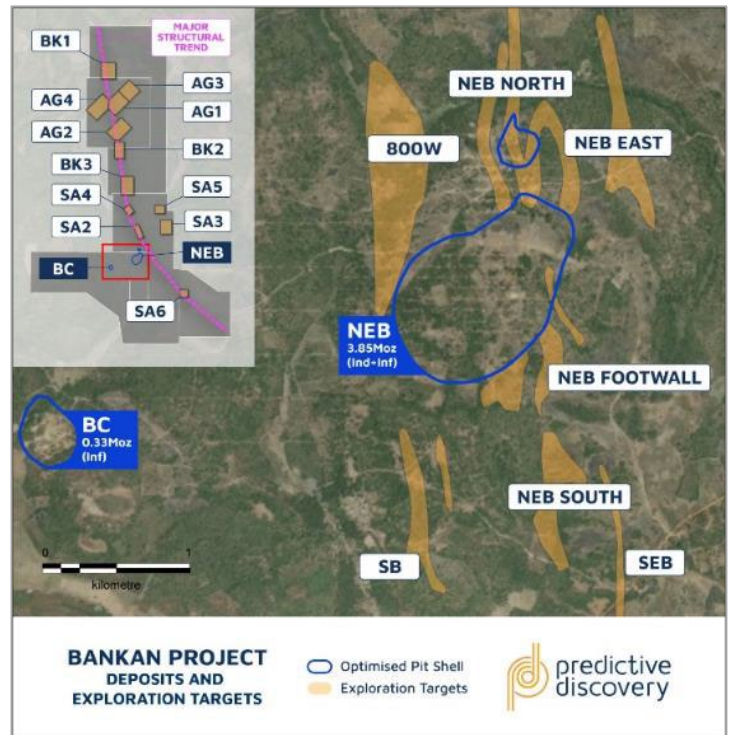 MAJOR
STRUCTURAL
TREND
BK1
AG3
AG4
AG1
AG2
BK2
BK3
SA4
SA5
SA2
SA3
BC
NEB
SA6
NEB NORTH
800W
NEB EAST
NEB
3.85Moz
(Ind+Inf)
NEB FOOTWALL
BC
0.33Moz
(Inf)
NEB SOUTH
SB
SEB
0
1
kilometre
BANKAN PROJECT
DEPOSITS AND
EXPLORATION TARGETS
Optimised Pit Shell
Exploration Targets
predictive
discovery